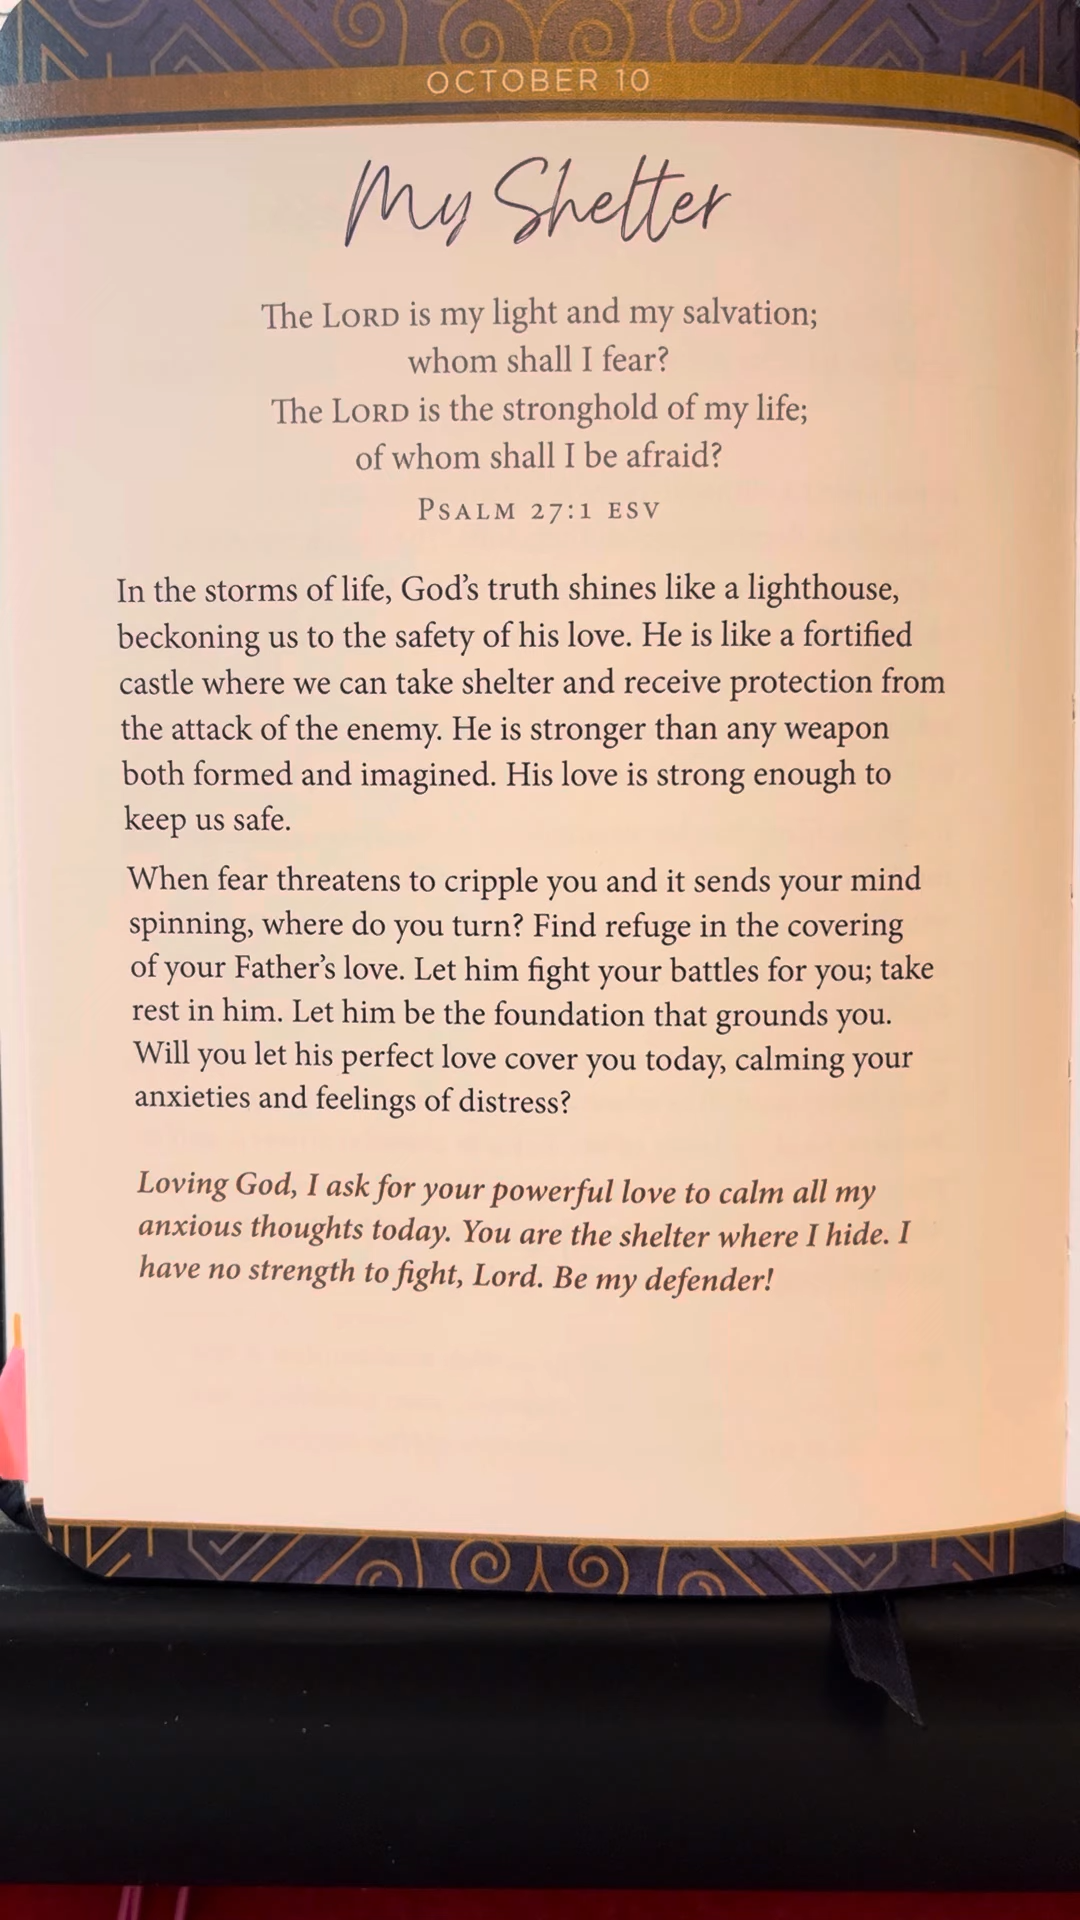 OCTOBER 10
My Shelter
The LORD is my light and my salvation;
whom shall I fear?
The LORD is the stronghold of my life;
of whom shall I be afraid?
PSALM 27:1 ESV
In the storms of life, God’s truth shines like a lighthouse,
beckoning us to the safety of his love. He is like a fortified
castle where we can take shelter and receive protection from
the attack of the enemy. He is stronger than any weapon
both formed and imagined. His love is strong enough to
keep us safe.
When fear threatens to cripple you and it sends your mind
spinning, where do you turn? Find refuge in the covering
of your Father’s love. Let him fight your battles for you; take
rest in him. Let him be the foundation that grounds you.
Will you let his perfect love cover you today, calming your
anxieties and feelings of distress?
Loving God, I ask for your powerful love to calm all my
anxious thoughts today. You are the shelter where I hide. I
have no strength to fight, Lord. Be my defender!